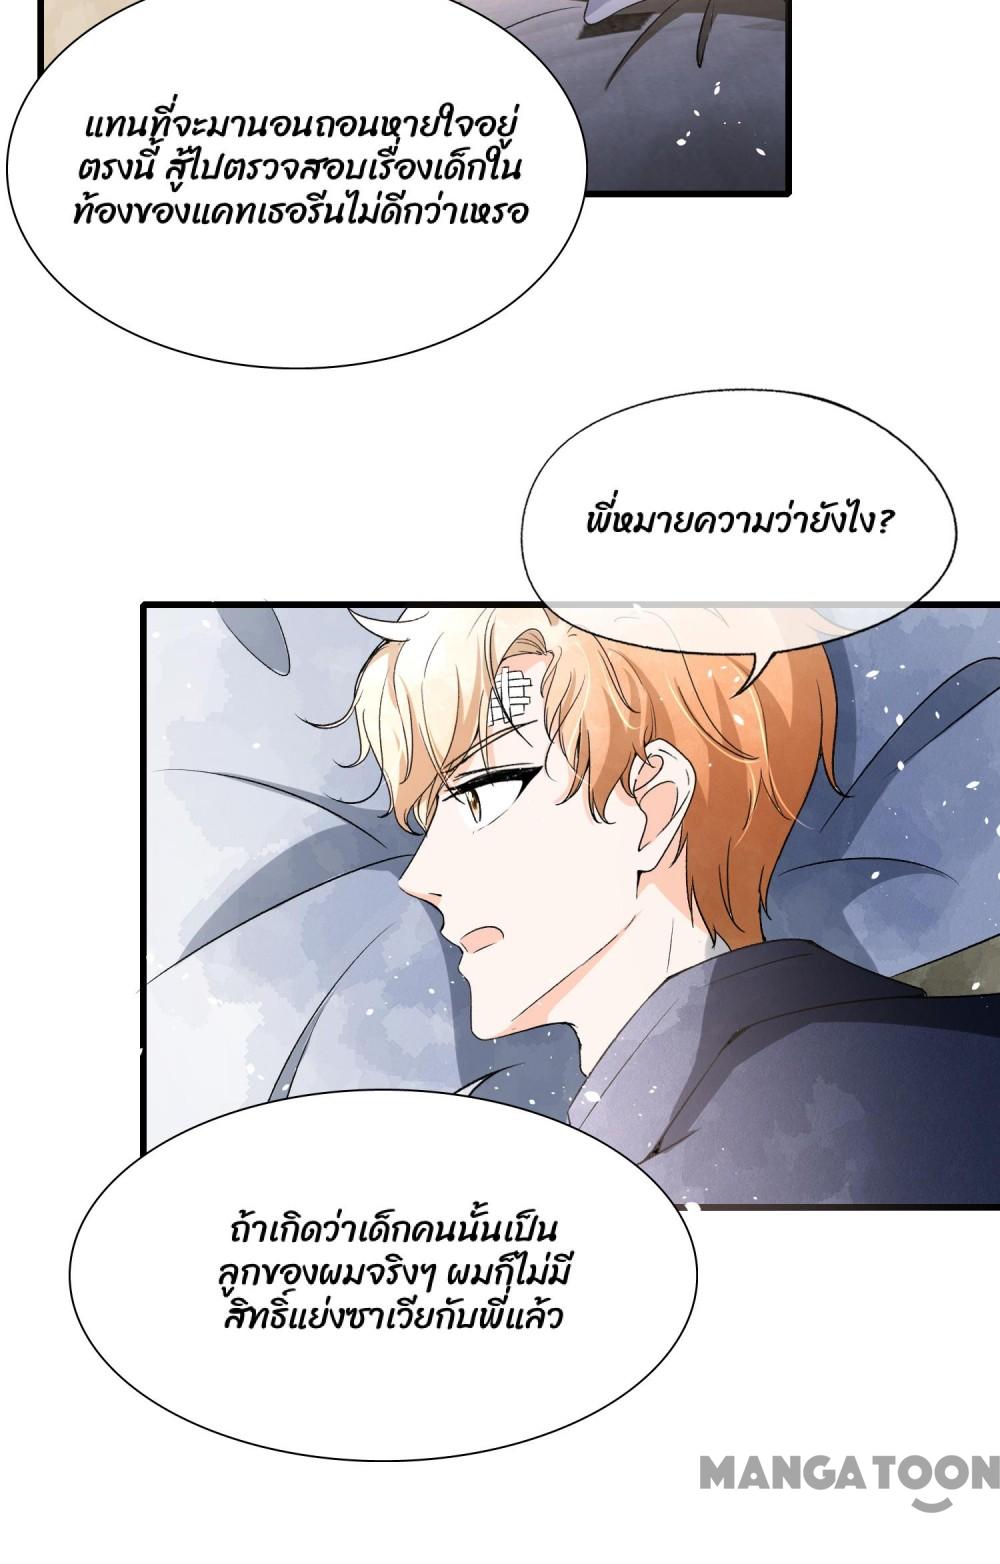 แทนที่จะมานอนถอนหายใจอยู่
ตรงนี้ สู้ไปตรวจสอบเรื่องเด็กใน
ท้องของแคทเธอรีนไม่ดีกว่าเหรอ
พี่หมายความว่ายังไง?
ถ้าเกิดว่าเด็กคนนั้นเป็น
ลูกของผมจริงๆ ผมก็ไม่มี
สิทธิ์แย่งซาเวียกับพี่แล้ว
MANGATOON